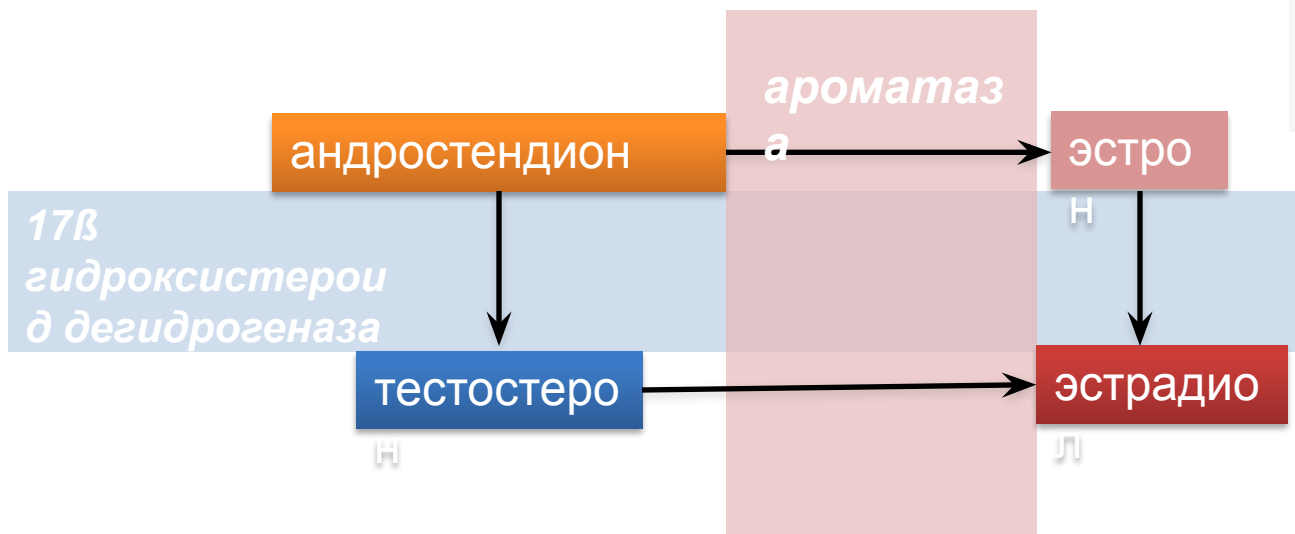 ароматаз
а
андростендион
эстро
н
17ß
гидроксистерои
д дегидрогеназа
тестостеро
н
эстрадио
л